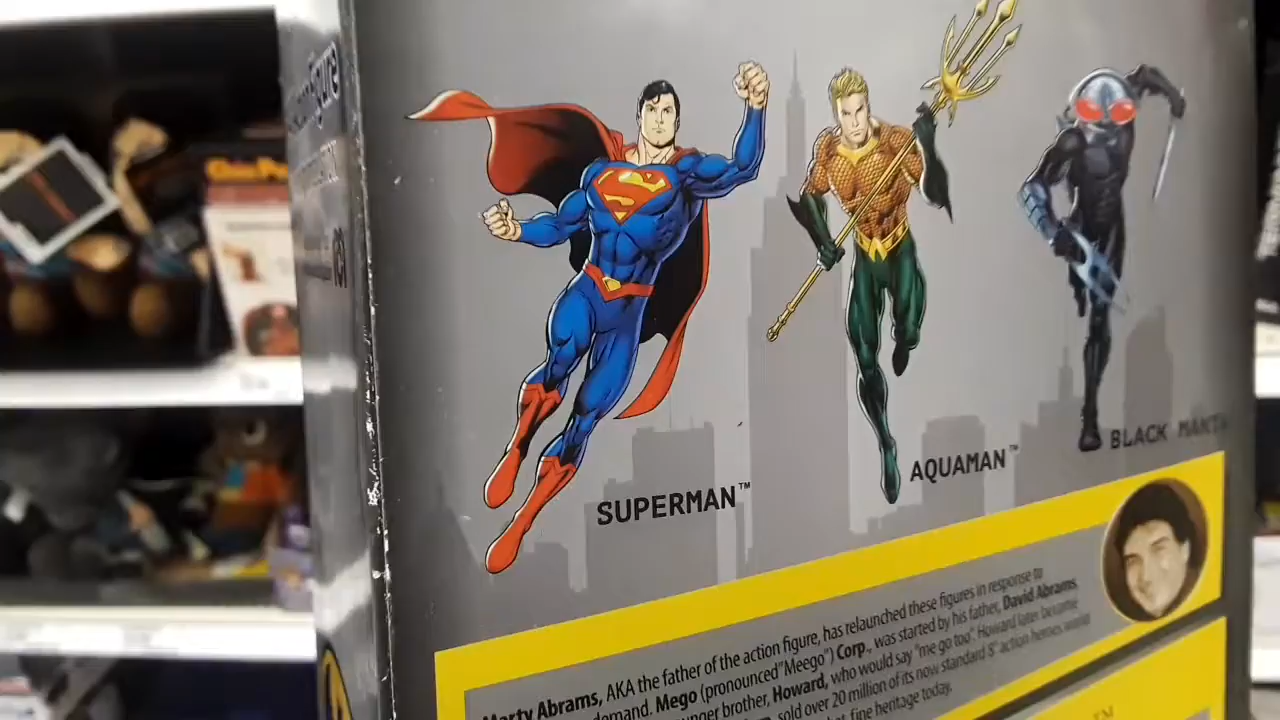 Figure
SUPERMAN™
AQUAMAN™
BLACK MANTA
Marty Abrams, AKA the father of the action figure, has relaunched these figures in response to
demand. Mego (pronounced "Meego") Corp., was started by his father, David Abrams.
younger brother, Howard, who would say "me go too". Howard later became
sold over 20 million of its now standard 8" action heroes world
fine heritage today.